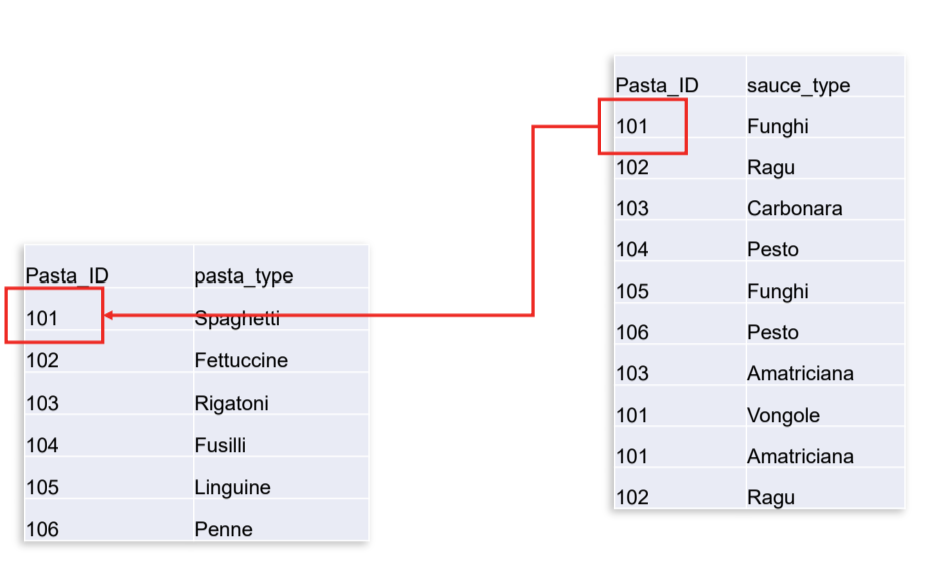 Pasta_ID pasta_type
101 Spaghetti
102 Fettuccine
103 Rigatoni
104 Fusilli
105 Linguine
106 Penne
Pasta_ID sauce_type
101 Funghi
102 Ragu
103 Carbonara
104 Pesto
105 Funghi
106 Pesto
103 Amatriciana
101 Vongole
101 Amatriciana
102 Ragu